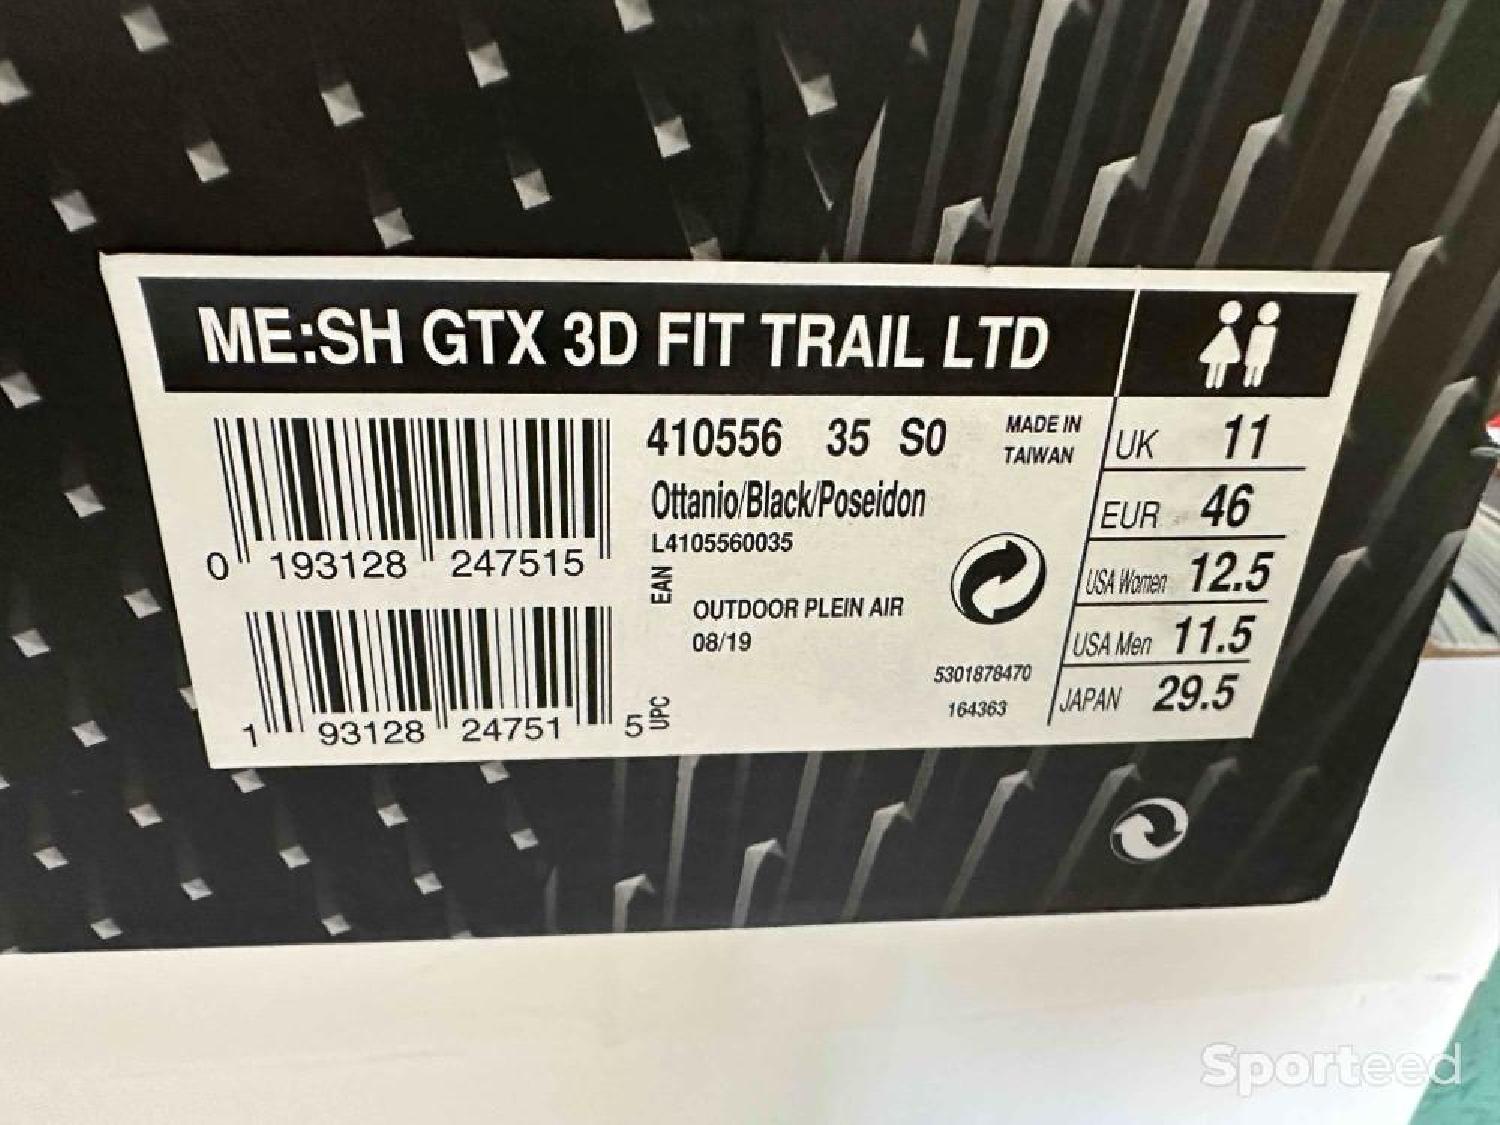 ME:SH GTX 3D FIT TRAIL LTD
410556 35 S0
MADE IN
TAIWAN
Ottanio/Black/Poseidon
L4105560035
0 193128 247515
EAN
OUTDOOR PLEIN AIR
08/19
5301878470
164363
1 93128 24751 5
UPC
UK 11
EUR 46
USA Women 12.5
USA Men 11.5
JAPAN 29.5
Sporteed